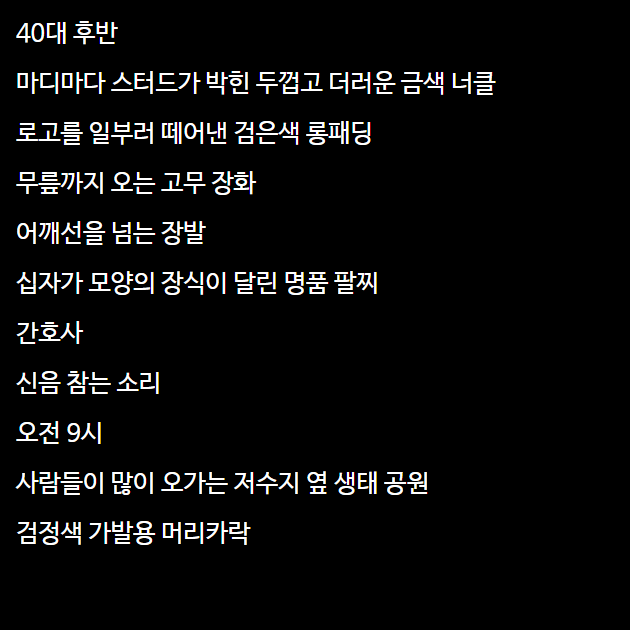 40대 후반
마디마다 스터드가 박힌 두껍고 더러운 금색 너클
로고를 일부러 떼어낸 검은색 롱패딩
무릎까지 오는 고무 장화
어깨선을 넘는 장발
십자가 모양의 장식이 달린 명품 팔찌
간호사
신음 참는 소리
오전 9시
사람들이 많이 오가는 저수지 옆 생태 공원
검정색 가발용 머리카락